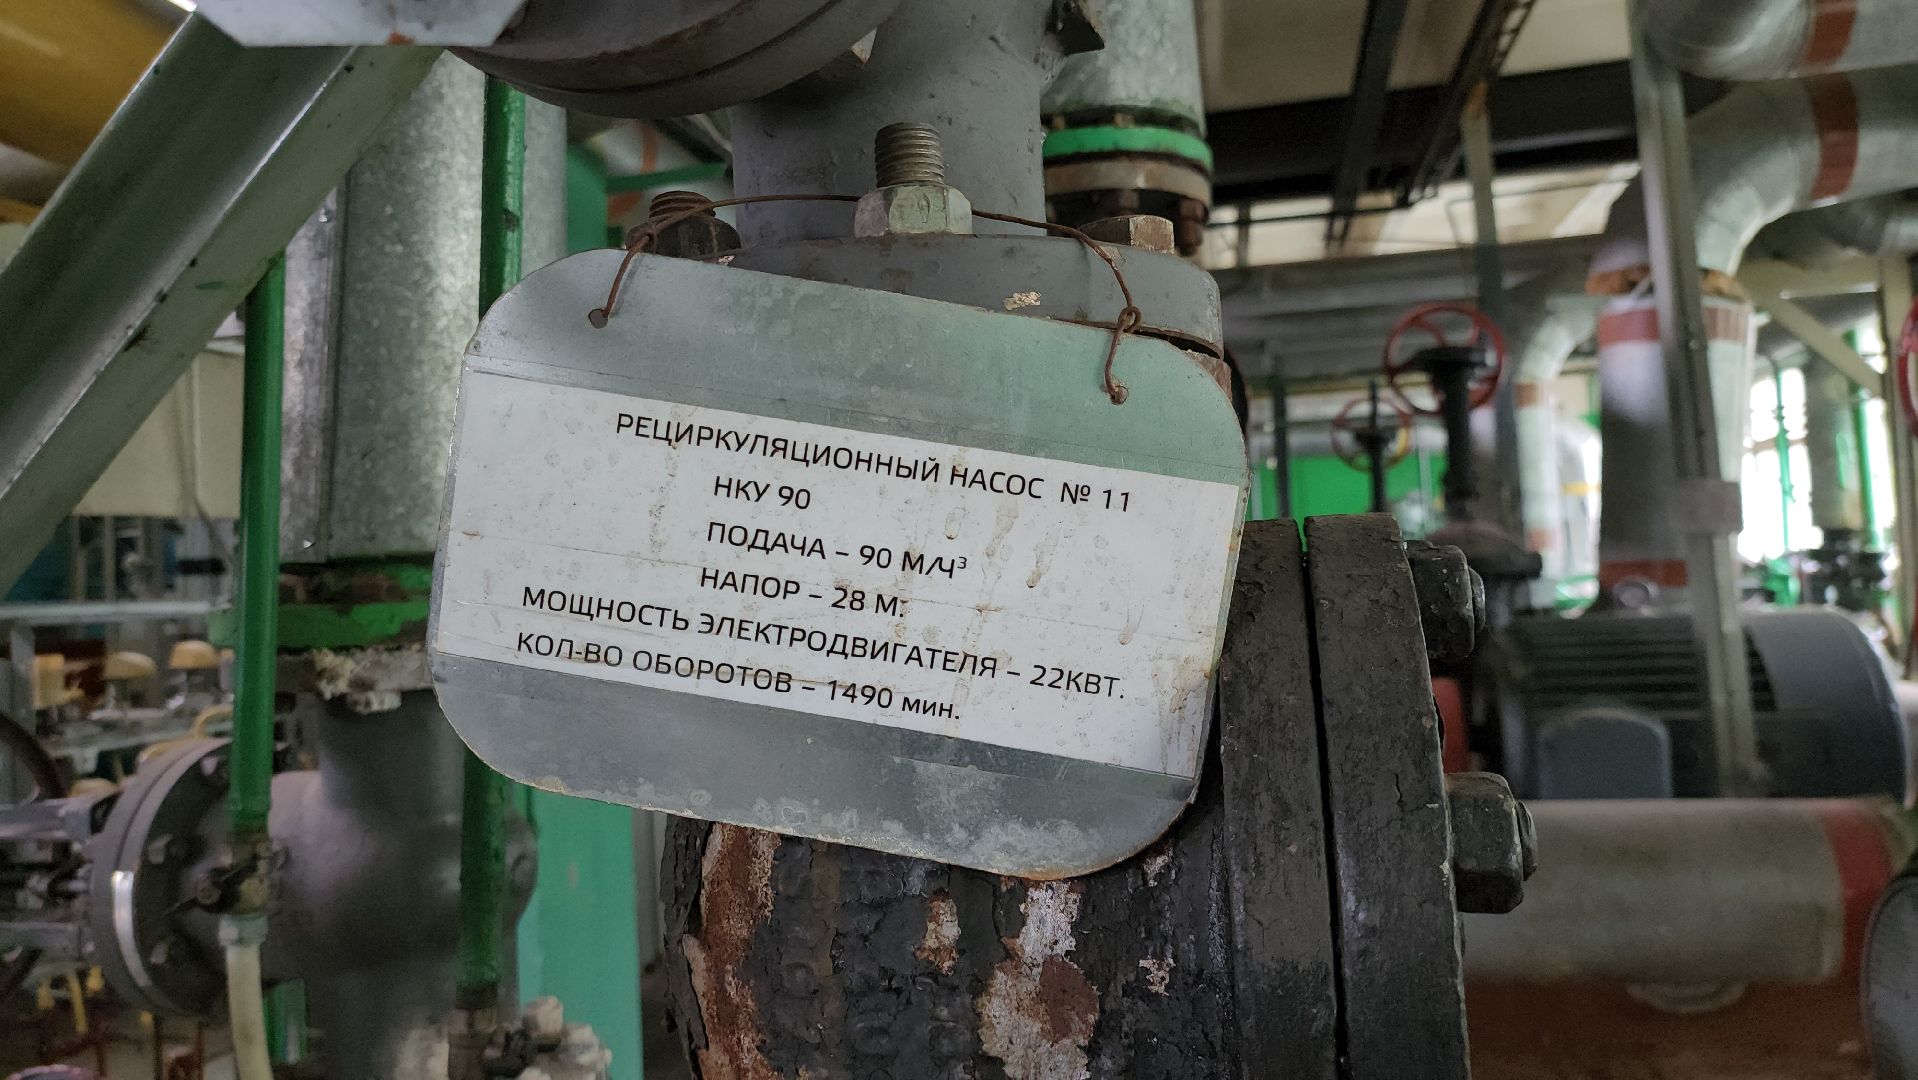 РЕЦИРКУЛЯЦИОННЫЙ НАСОС № 11
НКУ 90
ПОДАЧА – 90 М/Ч³
НАПОР – 28 М.
МОЩНОСТЬ ЭЛЕКТРОДВИГАТЕЛЯ – 22КВТ.
КОЛ-ВО ОБОРОТОВ – 1490 мин.